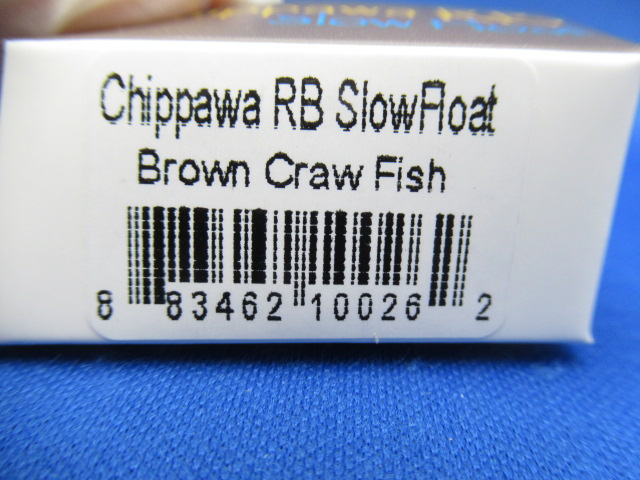 Chippawa RB SlowFloat
Brown Craw Fish
8 83462 10026 2